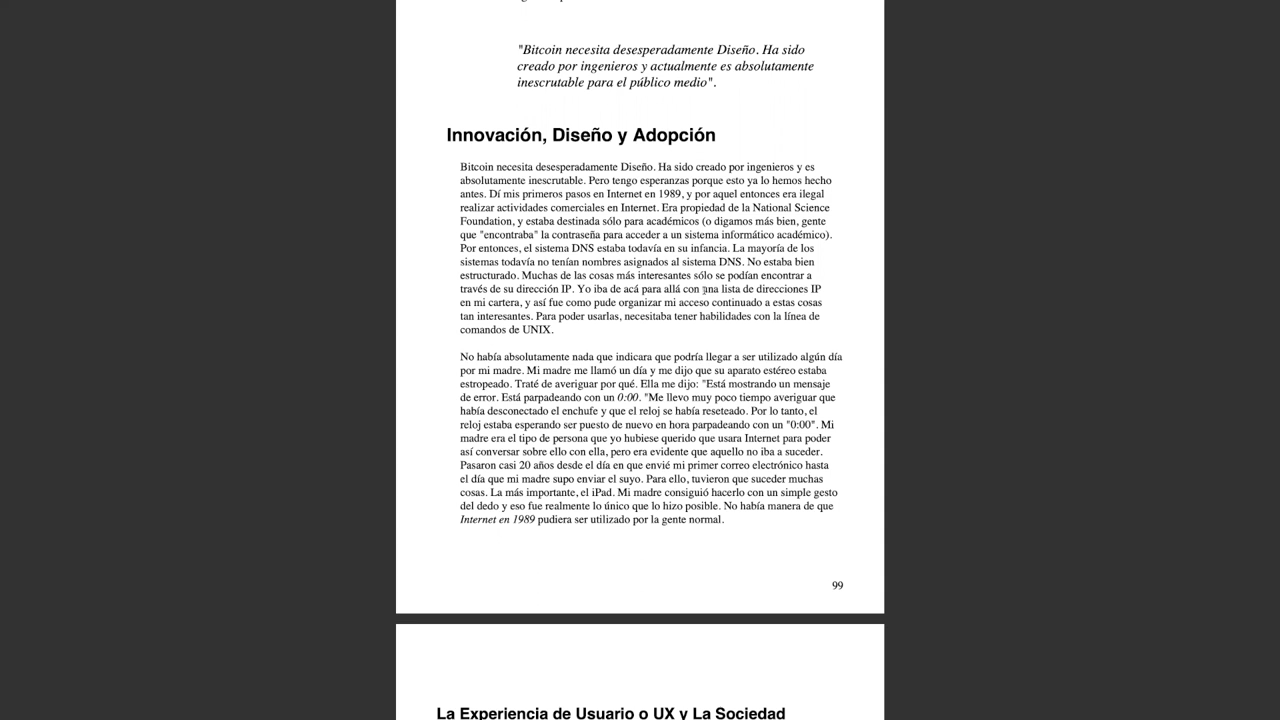 "Bitcoin necesita desesperadamente Diseño. Ha sido
creado por ingenieros y actualmente es absolutamente
inescrutable para el público medio".
Innovación, Diseño y Adopción
Bitcoin necesita desesperadamente Diseño. Ha sido creado por ingenieros y es
absolutamente inescrutable. Pero tengo esperanzas porque esto ya lo hemos hecho
antes. Dí mis primeros pasos en Internet en 1989, y por aquel entonces era ilegal
realizar actividades comerciales en Internet. Era propiedad de la National Science
Foundation, y estaba destinada sólo para académicos (o digamos más bien, gente
que "encontraba" la contraseña para acceder a un sistema informático académico).
Por entonces, el sistema DNS estaba todavía en su infancia. La mayoría de los
sistemas todavía no tenían nombres asignados al sistema DNS. No estaba bien
estructurado. Muchas de las cosas más interesantes sólo se podían encontrar a
través de su dirección IP. Yo iba de acá para allá con una lista de direcciones IP
en mi cartera, y así fue como pude organizar mi acceso continuado a estas cosas
tan interesantes. Para poder usarlas, necesitaba tener habilidades con la línea de
comandos de UNIX.
No había absolutamente nada que indicara que podría llegar a ser utilizado algún día
por mi madre. Mi madre me llamó un día y me dijo que su aparato estéreo estaba
estropeado. Traté de averiguar por qué. Ella me dijo: "Está mostrando un mensaje
de error. Está parpadeando con un 0:00. "Me llevo muy poco tiempo averiguar que
había desconectado el enchufe y que el reloj se había reseteado. Por lo tanto, el
reloj estaba esperando ser puesto de nuevo en hora parpadeando con un "0:00". Mi
madre era el tipo de persona que yo hubiese querido que usara Internet para poder
así conversar sobre ello con ella, pero era evidente que aquello no iba a suceder.
Pasaron casi 20 años desde el día en que envié mi primer correo electrónico hasta
el día que mi madre supo enviar el suyo. Para ello, tuvieron que suceder muchas
cosas. La más importante, el iPad. Mi madre consiguió hacerlo con un simple gesto
del dedo y eso fue realmente lo único que lo hizo posible. No había manera de que
Internet en 1989 pudiera ser utilizado por la gente normal.
99
La Experiencia de Usuario o UX y La Sociedad